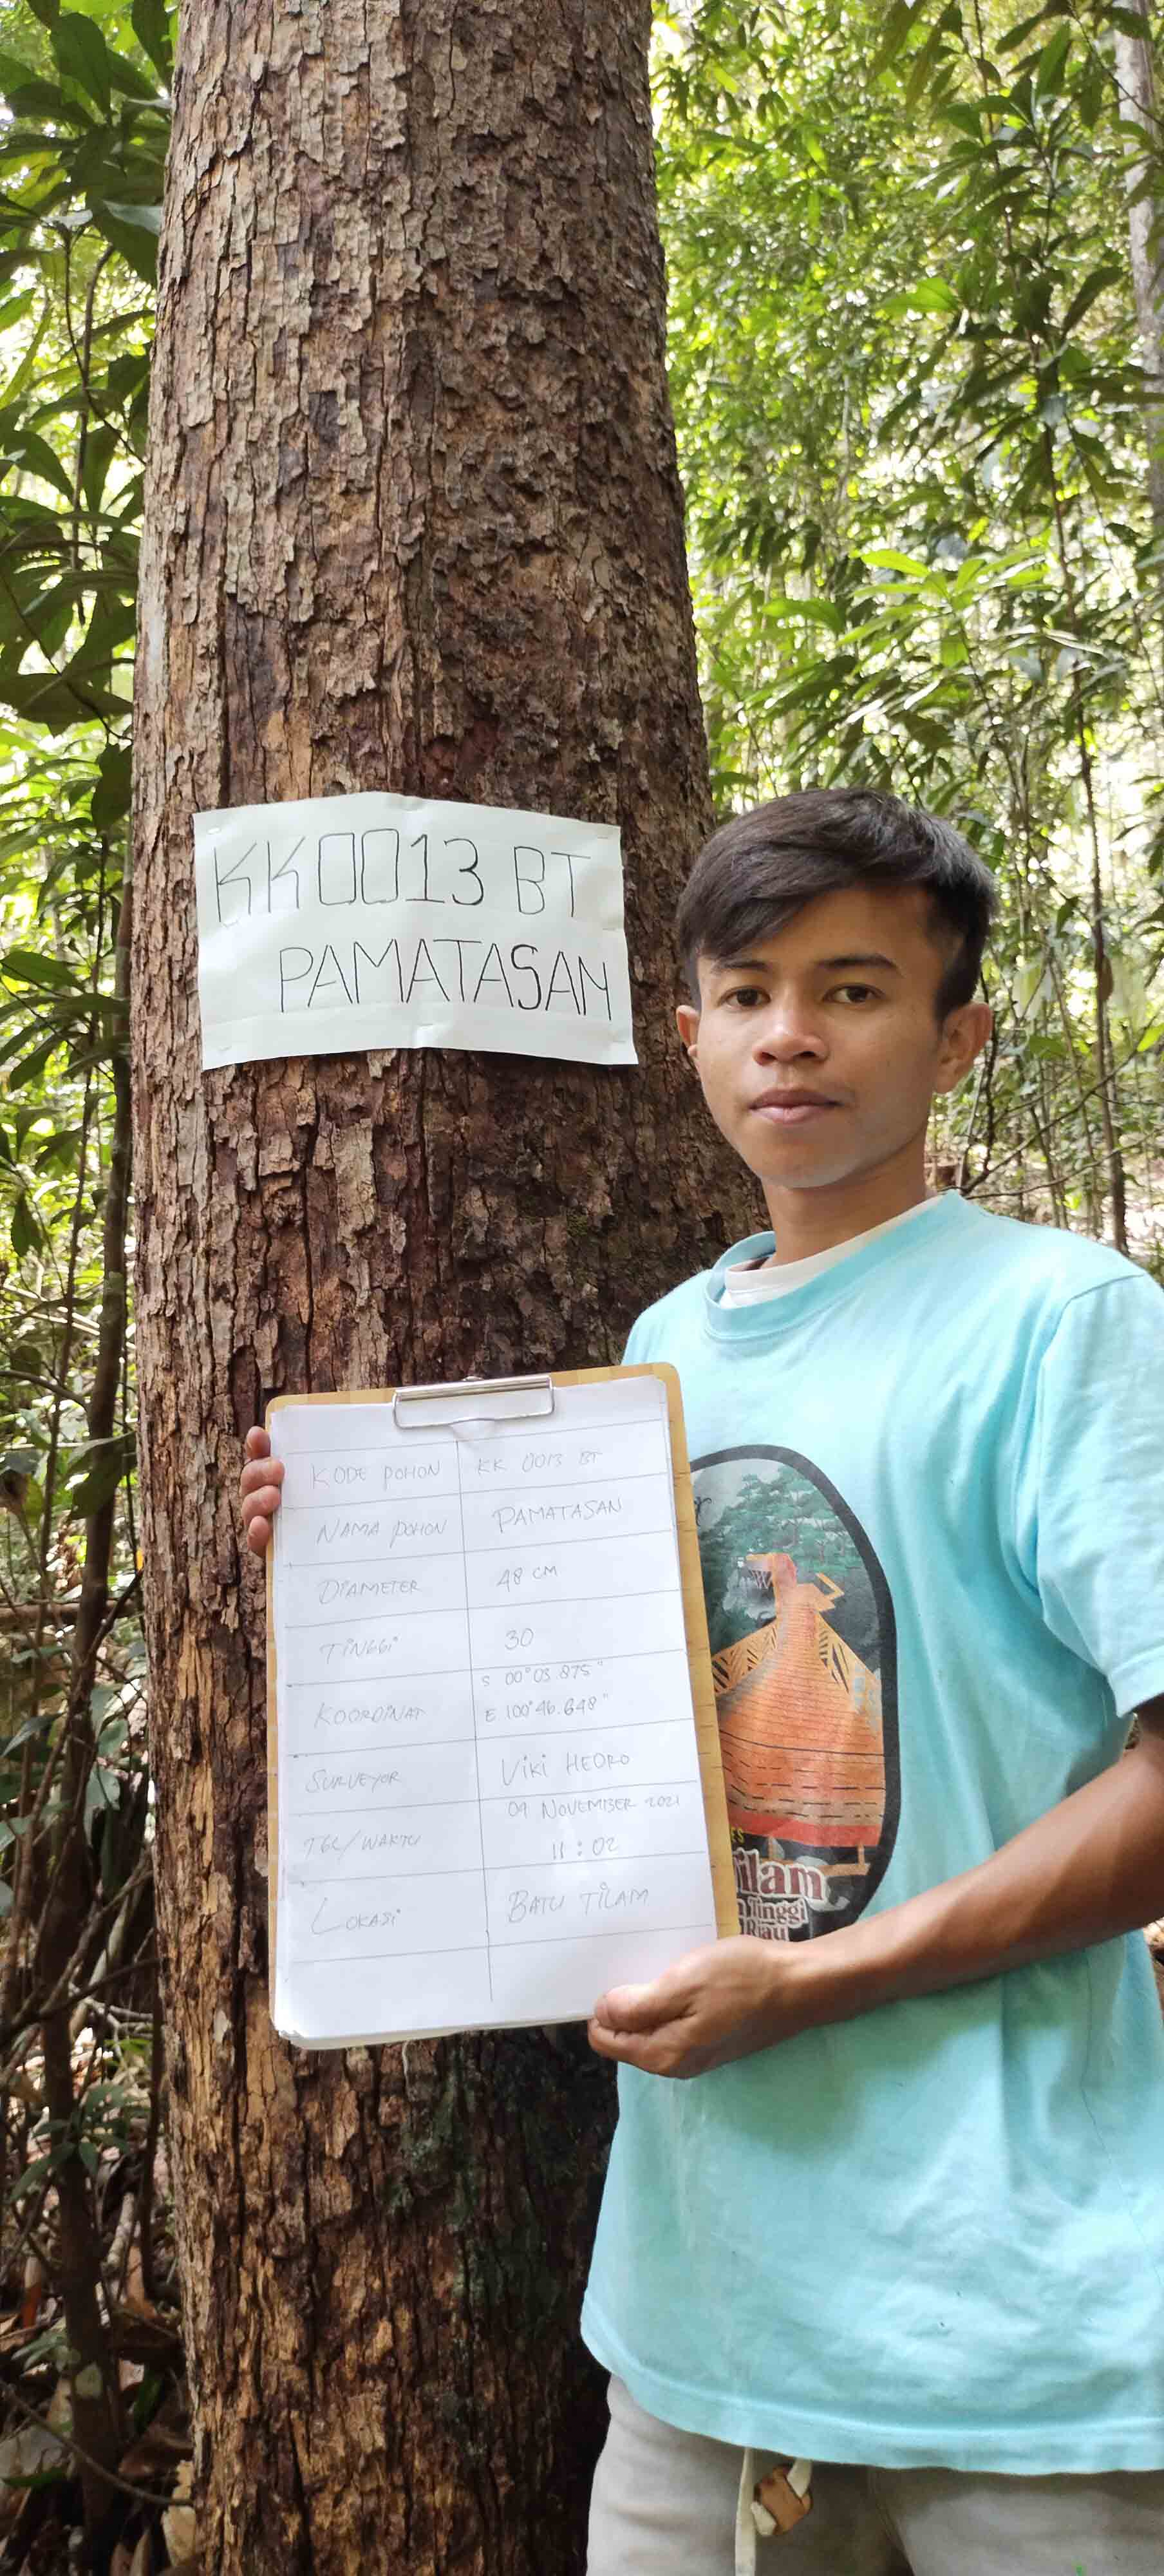 KK0013 BT
PAMATASAN
KODE POHON KK 0013 BT
NAMA POHON PAMATASAN
DIAMETER 48 CM
TINGGI 30
KOORDINAT S 00°03.875"
E 100°46.648"
SURVEYOR VIKI HEDRO
TGL/WAKTU 09 NOVEMBER 2021
11:02
LOKASI BATU TILAM
ES
ilam
Tinggi
Riau